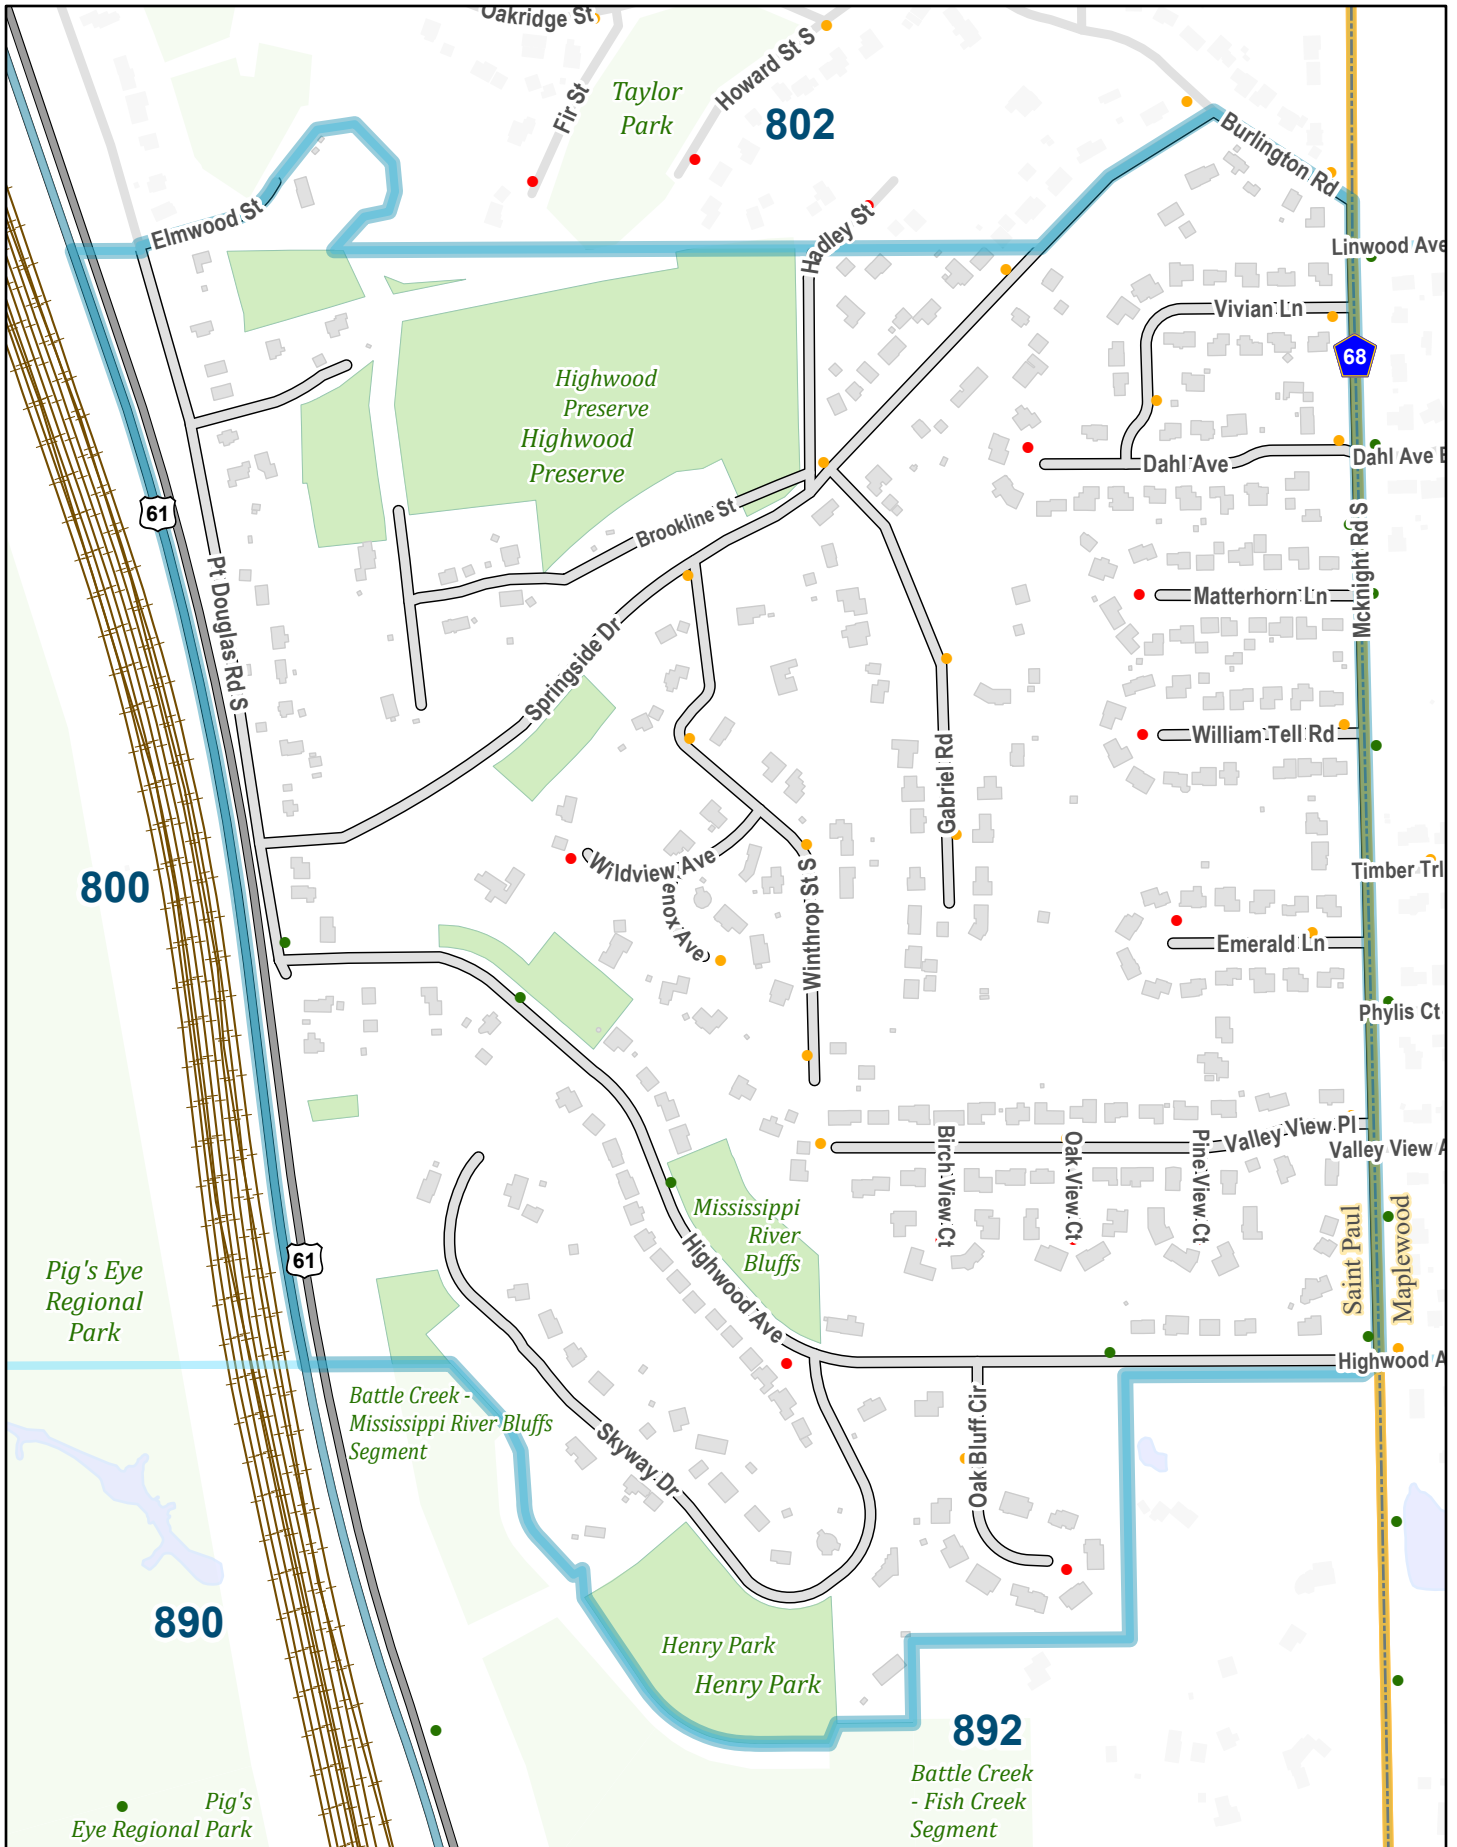 Oakridge St
Fir St
Taylor
Park
Howard St S
802
Burlington Rd
Elmwood St
Hadley St
Linwood Ave
Vivian Ln
68
Highwood
Preserve
Highwood
Preserve
Dahl Ave
Dahl Ave E
61
Brookline St
Mcknight Rd S
Pt Douglas Rd S
Matterhorn Ln
Springside Dr
William Tell Rd
Gabriel Rd
800
Wildview Ave
enox Ave
Winthrop St S
Timber Trl
Emerald Ln
Phylis Ct
Birch View Ct
Oak View Ct
Pine View Ct
Valley View Pl
Valley View A
Mississippi
River
Bluffs
Saint Paul
Maplewood
Pig's Eye
Regional
Park
61
Highwood Ave
Highwood A
Battle Creek -
Mississippi River Bluffs
Segment
Oak Bluff Cir
Skyway Dr
890
Henry Park
Henry Park
892
Battle Creek
- Fish Creek
Segment
Pig's
Eye Regional Park